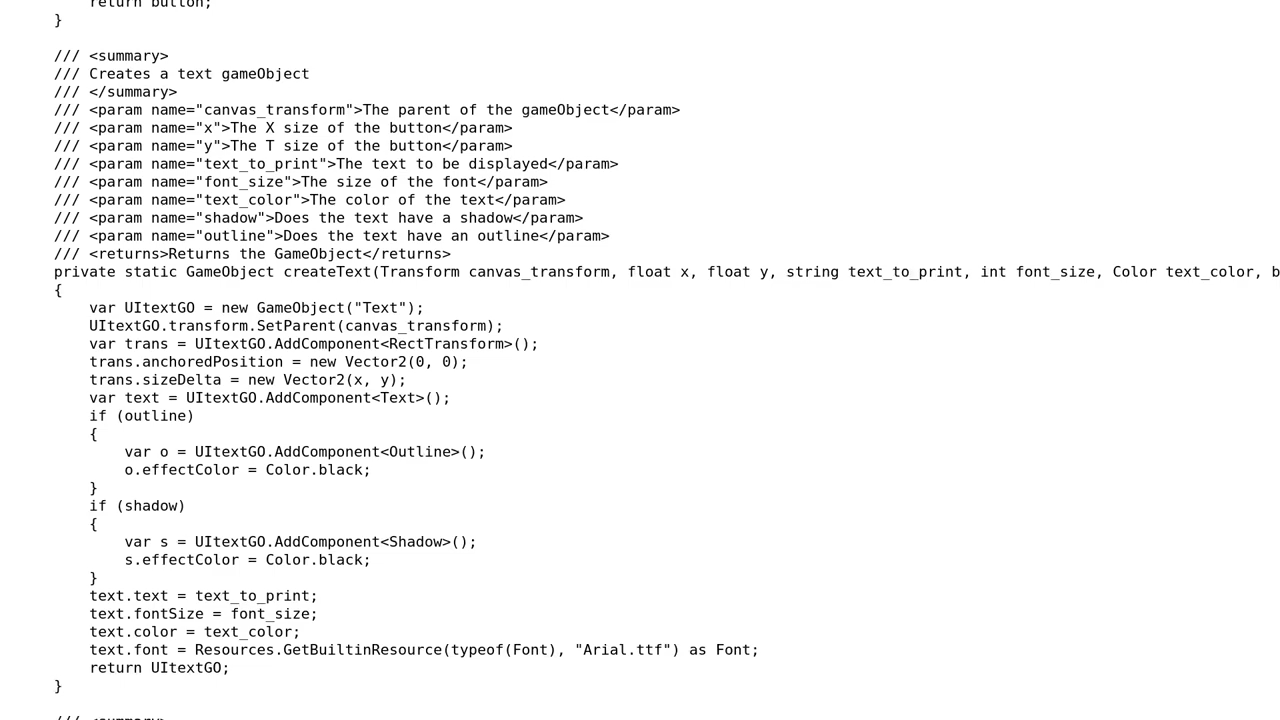 return button;
}
/// <summary>
/// Creates a text gameObject
/// </summary>
/// <param name="canvas_transform">The parent of the gameObject</param>
/// <param name="x">The X size of the button</param>
/// <param name="y">The T size of the button</param>
/// <param name="text_to_print">The text to be displayed</param>
/// <param name="font_size">The size of the font</param>
/// <param name="text_color">The color of the text</param>
/// <param name="shadow">Does the text have a shadow</param>
/// <param name="outline">Does the text have an outline</param>
/// <returns>Returns the GameObject</returns>
private static GameObject createText(Transform canvas_transform, float x, float y, string text_to_print, int font_size, Color text_color, b
{
    var UItextGO = new GameObject("Text");
    UItextGO.transform.SetParent(canvas_transform);
    var trans = UItextGO.AddComponent<RectTransform>();
    trans.anchoredPosition = new Vector2(0, 0);
    trans.sizeDelta = new Vector2(x, y);
    var text = UItextGO.AddComponent<Text>();
    if (outline)
    {
        var o = UItextGO.AddComponent<Outline>();
        o.effectColor = Color.black;
    }
    if (shadow)
    {
        var s = UItextGO.AddComponent<Shadow>();
        s.effectColor = Color.black;
    }
    text.text = text_to_print;
    text.fontSize = font_size;
    text.color = text_color;
    text.font = Resources.GetBuiltinResource(typeof(Font), "Arial.ttf") as Font;
    return UItextGO;
}
/// <summary>